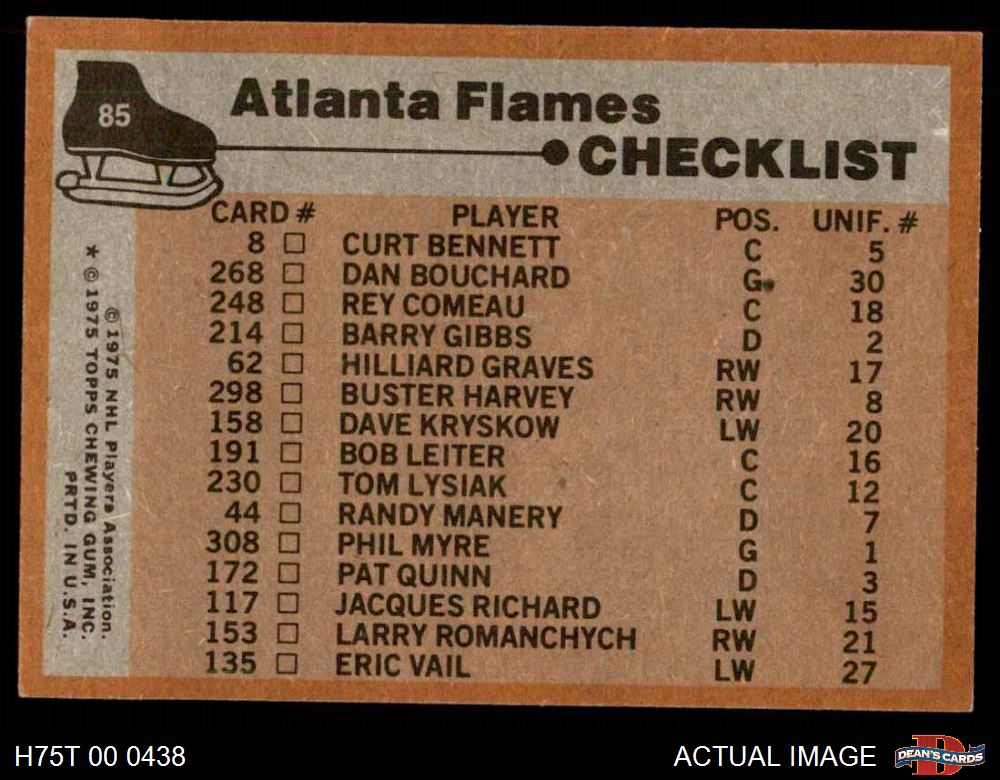 85
Atlanta Flames
CHECKLIST
CARD # PLAYER POS. UNIF. #
8 □ CURT BENNETT C 5
268 □ DAN BOUCHARD G 30
248 □ REY COMEAU C 18
214 □ BARRY GIBBS D 2
62 □ HILLIARD GRAVES RW 17
298 □ BUSTER HARVEY RW 8
158 □ DAVE KRYSKOW LW 20
191 □ BOB LEITER C 16
230 □ TOM LYSIAK C 12
44 □ RANDY MANERY D 7
308 □ PHIL MYRE G 1
172 □ PAT QUINN D 3
117 □ JACQUES RICHARD LW 15
153 □ LARRY ROMANCHYCH RW 21
135 □ ERIC VAIL LW 27
© 1975 NHL Players Association.
* © 1975 TOPPS CHEWING GUM, INC.
PRTD. IN U.S.A.
H75T 00 0438
ACTUAL IMAGE
D
DEAN'S CARDS